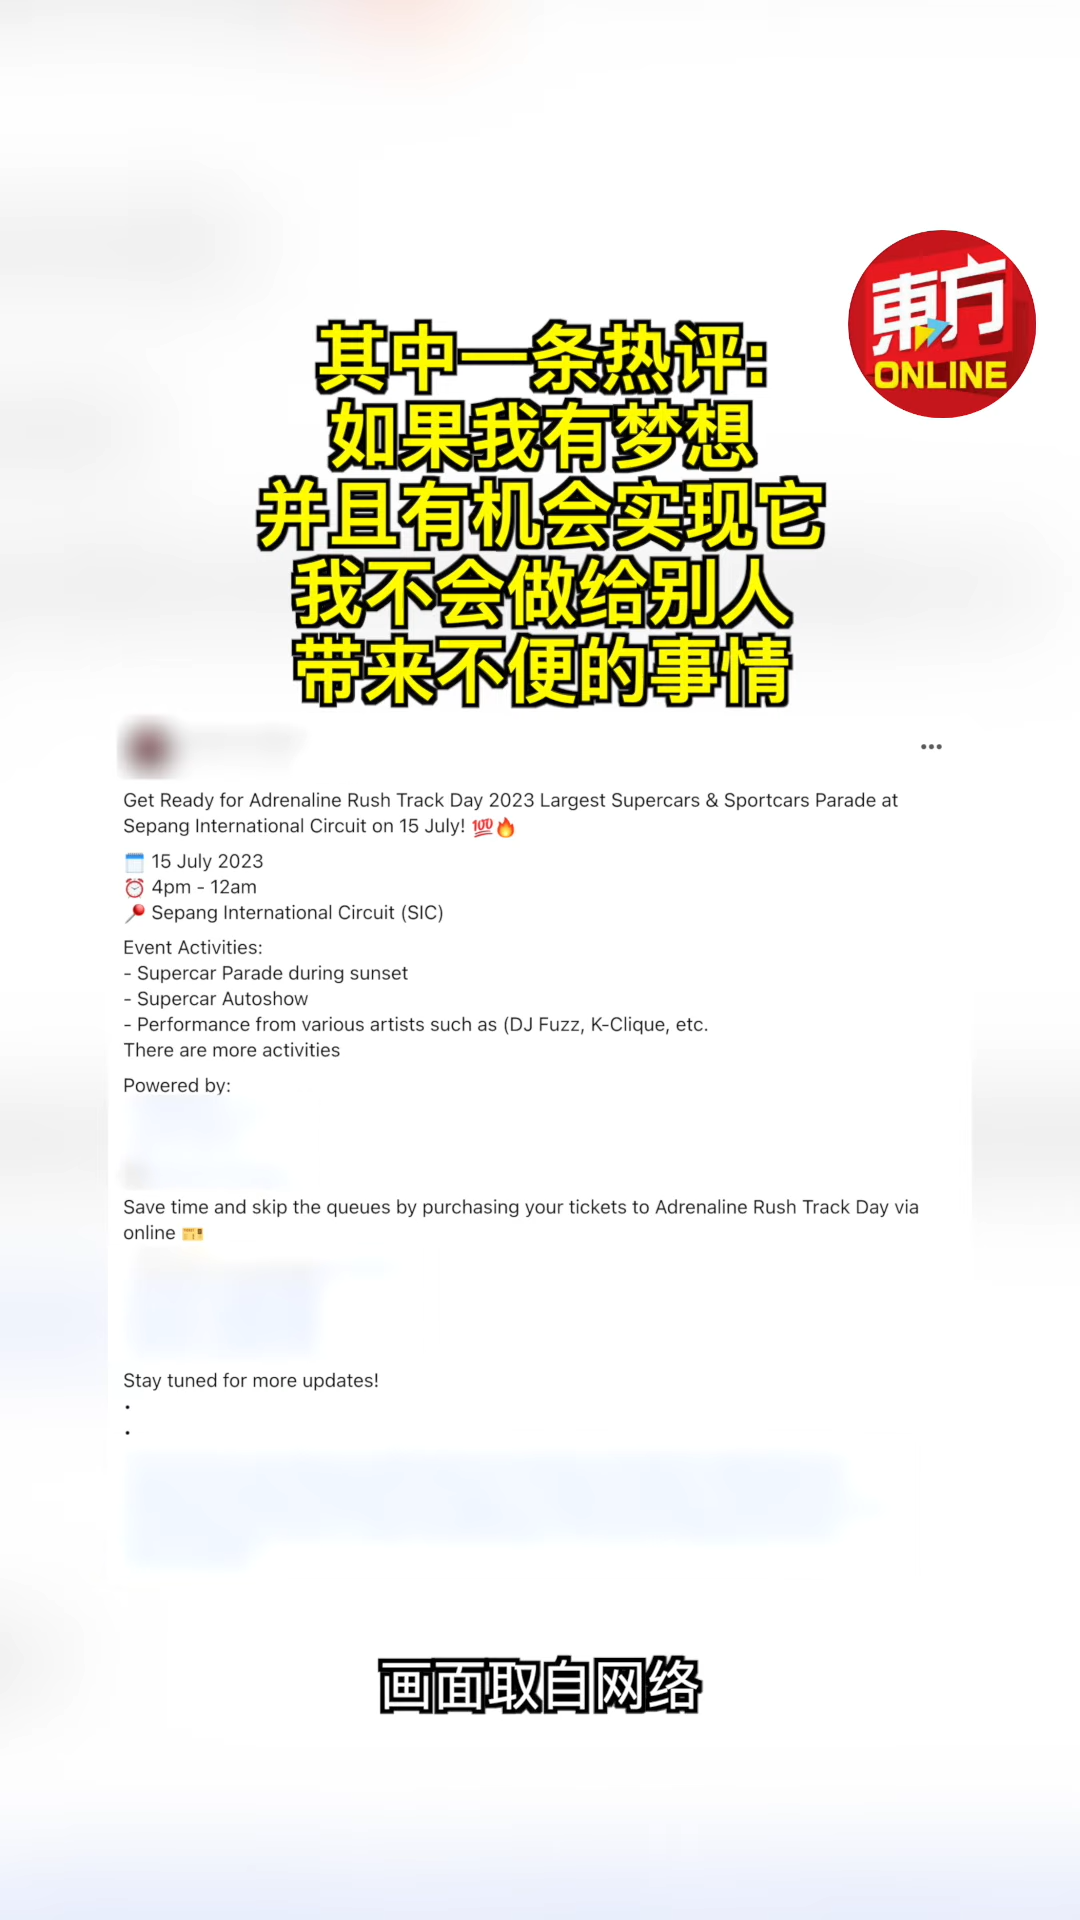 東方
ONLINE
其中一条热评:
如果我有梦想
并且有机会实现它
我不会做给别人
带来不便的事情
Get Ready for Adrenaline Rush Track Day 2023 Largest Supercars & Sportcars Parade at
Sepang International Circuit on 15 July! 💯🔥
🗓️ 15 July 2023
⏰ 4pm - 12am
📍 Sepang International Circuit (SIC)
Event Activities:
- Supercar Parade during sunset
- Supercar Autoshow
- Performance from various artists such as (DJ Fuzz, K-Clique, etc.
There are more activities
Powered by:
Save time and skip the queues by purchasing your tickets to Adrenaline Rush Track Day via
online 🎫
Stay tuned for more updates!
.
.
画面取自网络